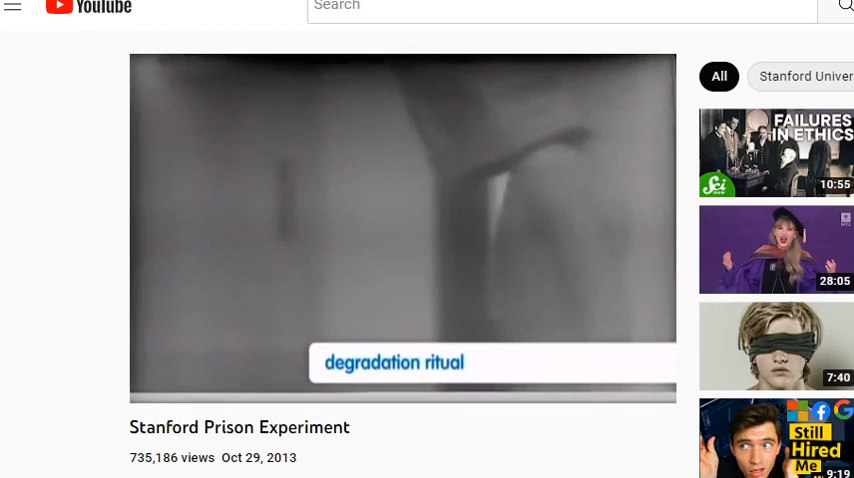 YouTube
Search
All
Stanford Univer
FAILURES
IN ETHICS
Sci
10:55
28:05
degradation ritual
7:40
Stanford Prison Experiment
735,186 views Oct 29, 2013
Still
Hired
Me
9:19